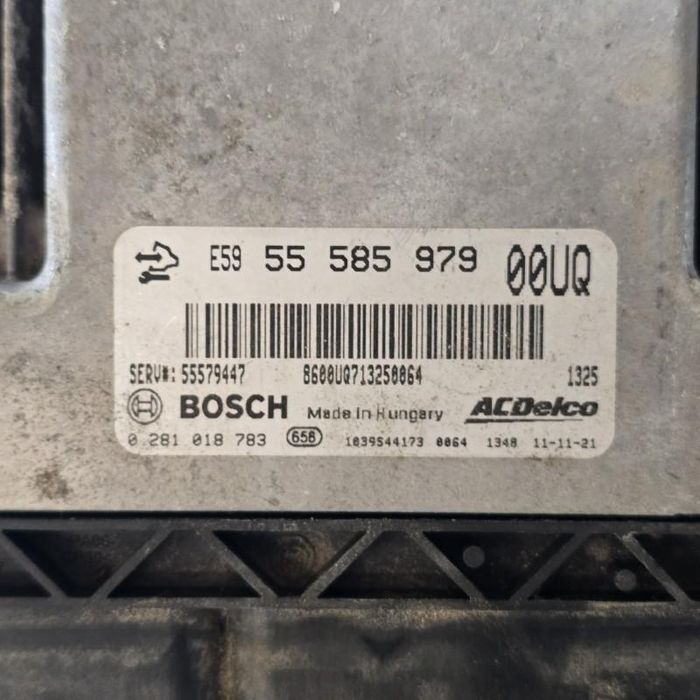 E59 55 585 979 00UQ
SERV#: 55579447 8600UQ713250064 1325
BOSCH Made in Hungary ACDelco
0 281 018 783 658 1039S44173 0064 1348 11-11-21